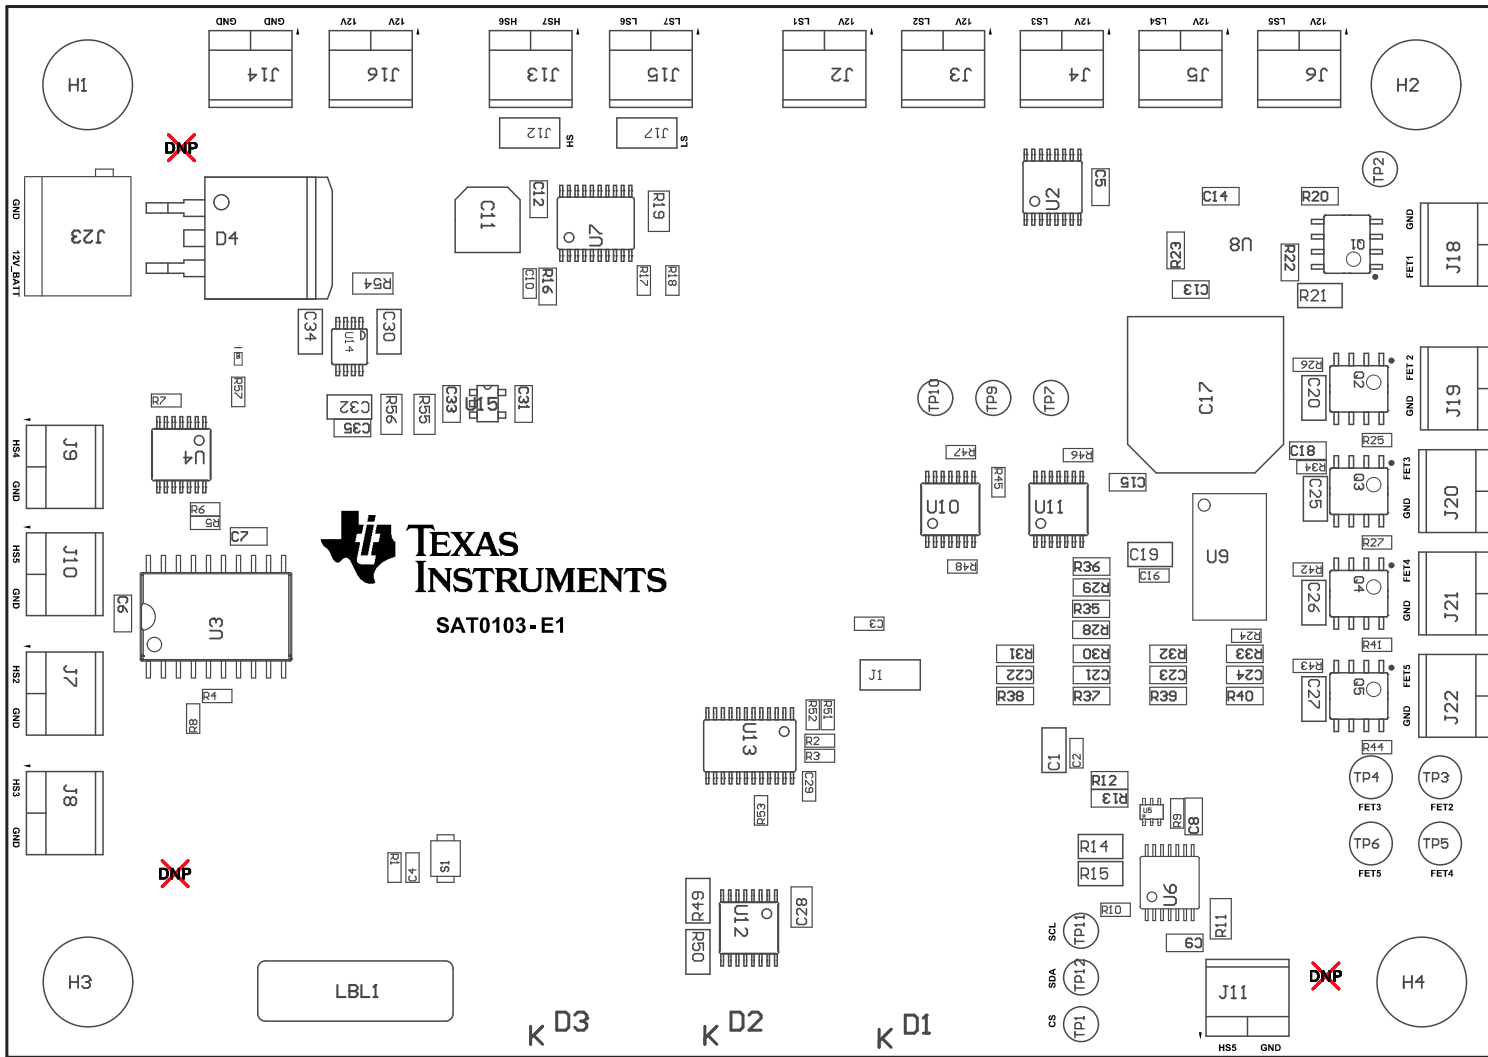 GND GND 12V 12V HS6 HS7 LS6 LS7 LS1 12V LS2 12V LS3 12V LS4 12V LS5 12V
H1 J14 J16 J13 J15 J2 J3 J4 J5 J6 H2
J12 HS J17 LS
DNP
TP2
GND J23 12V_BATT
D4
C11 C12 U7 R19
U2 C5
C14 R20
R23 U8 R22 Q1 GND FET1 J18
R54 C10 R16 R17 R18
C13 R21
C34 U14 C30
C17
R57
R7 C32 C35 R56 R55 C33 U15 C31
TP10 TP9 TP7
R26 C20 Q2 FET 2 GND J19
R25
HS4 GND J9
U4
R47 R45 R46
C15
C18 R34 C25 Q3 FET3 GND J20
R6
R5
C7
U10 U11
U9
R27
TEXAS
INSTRUMENTS
SAT0103-E1
HS5 GND J10
C6 U3
R48 R36 C19
R29 C16
R35
R28
R42 C26 Q4 FET4 GND J21
C3
R24
R41
R31 R30 R32 R33
C22 C21 C23 C24
R38 R37 R39 R40
HS2 GND J7
R4
R8
J1
R43 C27 Q5 FET5 GND J22
R44
U13 R52 R51
R2
R3
C29
R53
C1 C2
R12
R13
U5 R9 C8
TP4 TP3
FET3 FET2
TP6 TP5
FET5 FET4
HS3 GND J8
DNP
R1 C4 S1
R14
R15
U6
R10 R11
C9
R49
R50
U12 C28
SCL TP11
SDA TP12
CS TP1
H3
LBL1
J11
HS5 GND
DNP
H4
K D3 K D2 K D1